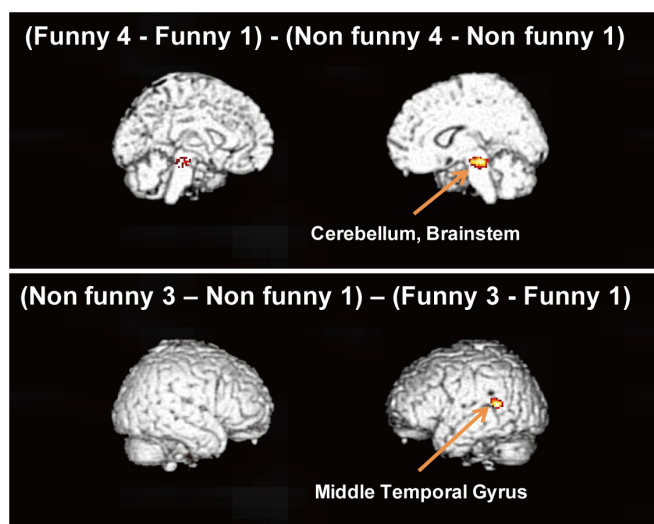 (Funny 4 - Funny 1) - (Non funny 4 - Non funny 1)
Cerebellum, Brainstem
(Non funny 3 – Non funny 1) – (Funny 3 - Funny 1)
Middle Temporal Gyrus